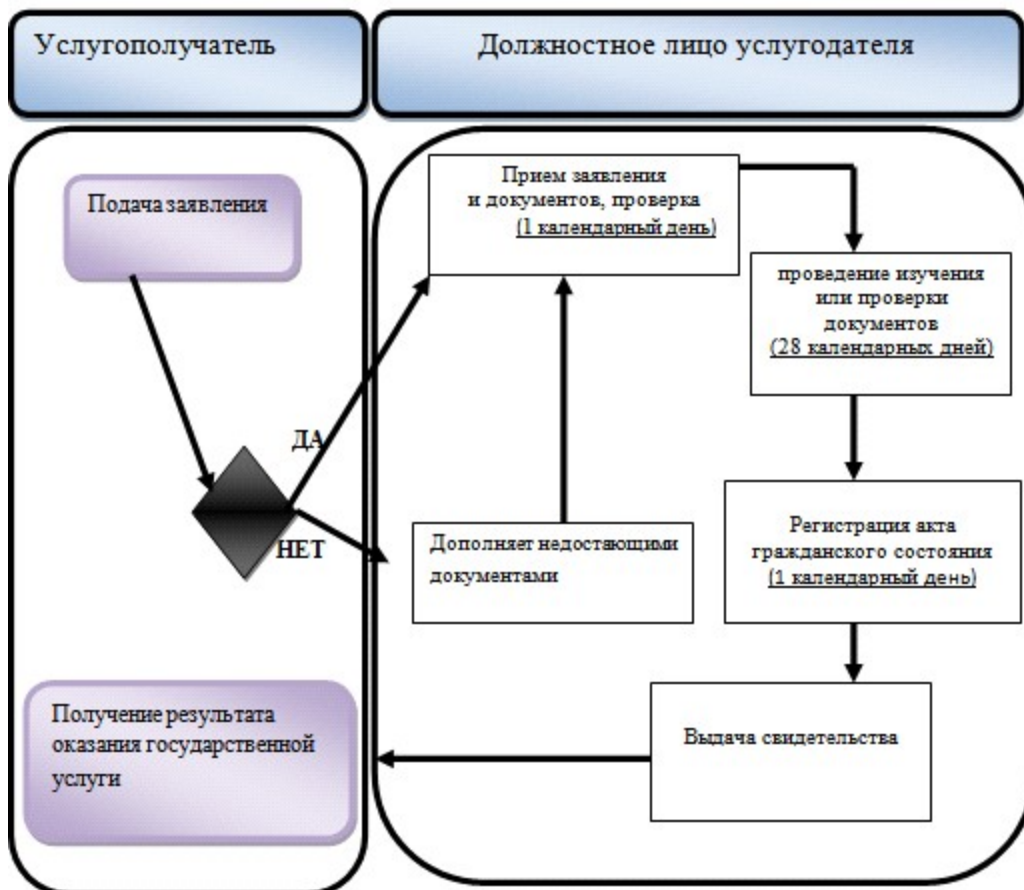 Услугополучатель
Должностное лицо услугодателя
Подача заявления
Прием заявления
и документов, проверка
(1 календарный день)
проведение изучения
или проверки
документов
(28 календарных дней)
ДА
НЕТ
Дополняет недостающими
документами
Регистрация акта
гражданского состояния
(1 календарный день)
Выдача свидетельства
Получение результата
оказания государственной
услуги